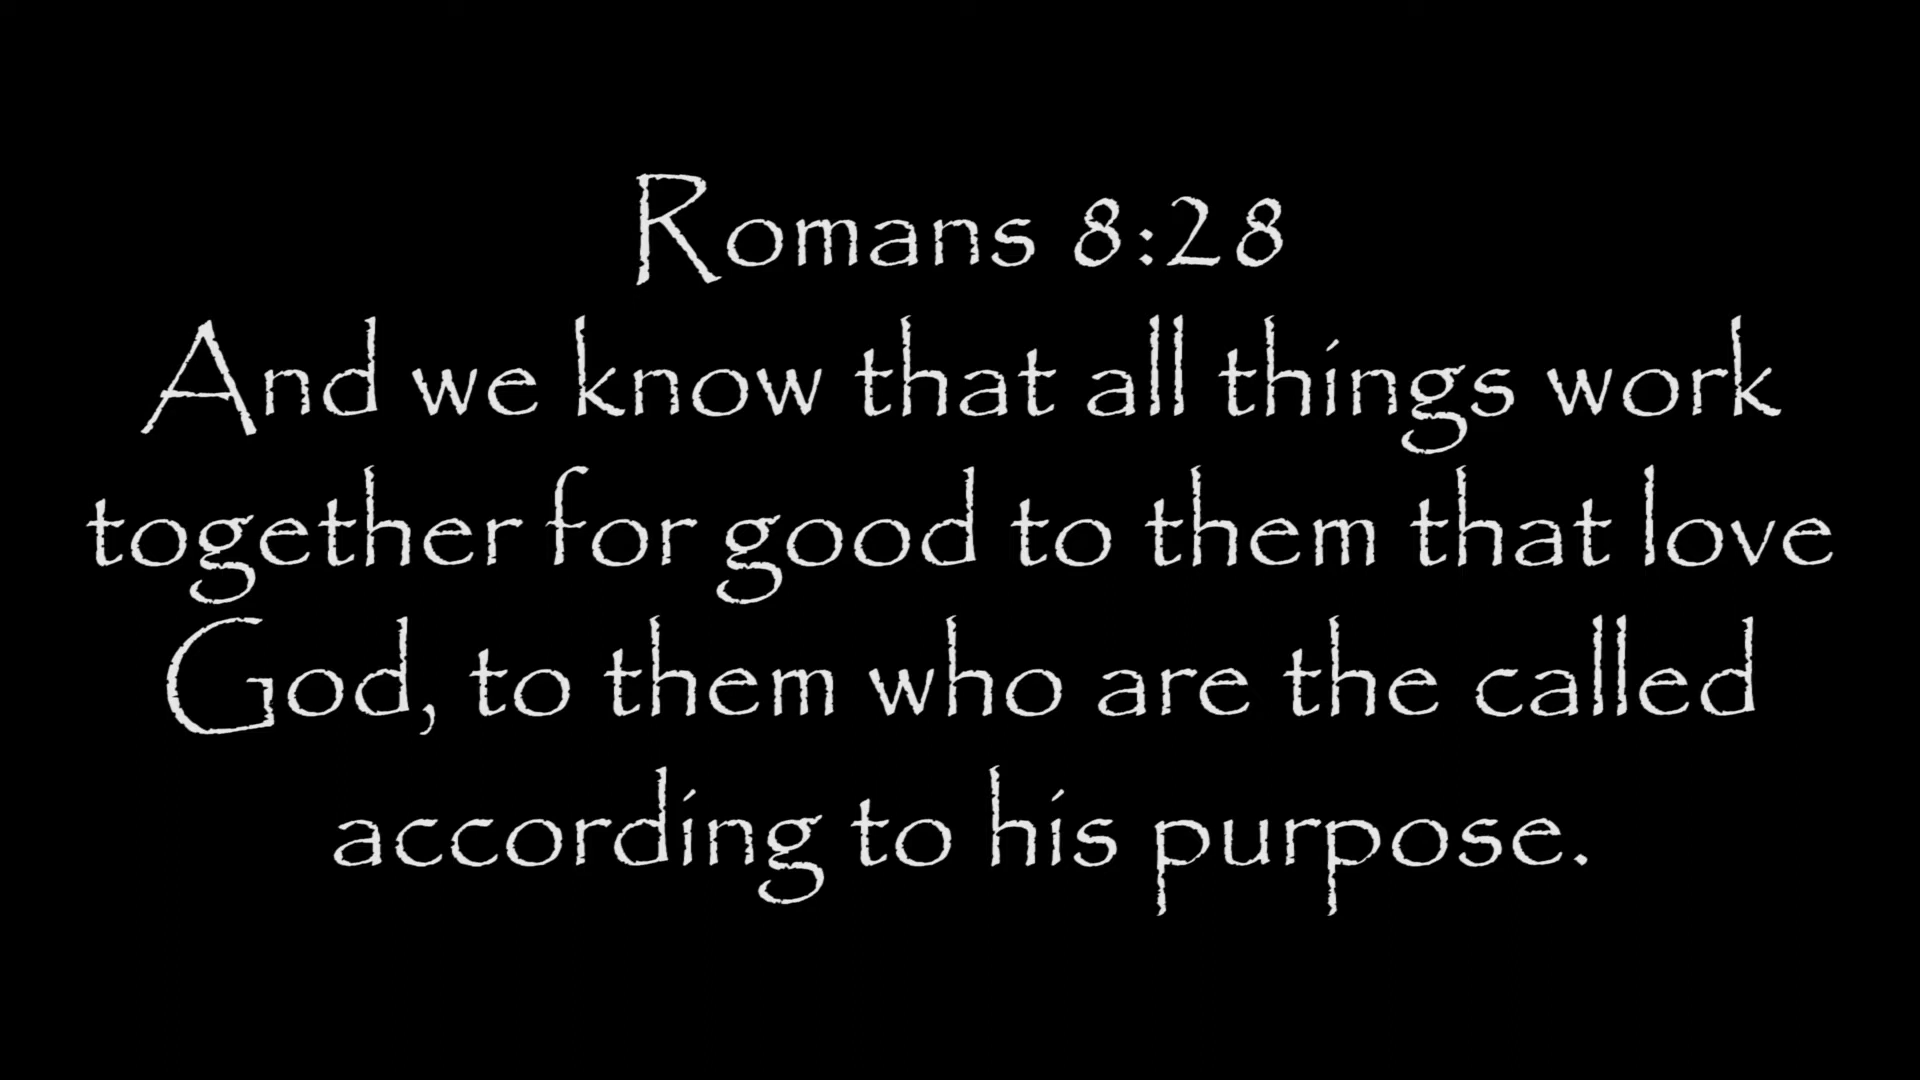 Romans 8:28
And we know that all things work
together for good to them that love
God, to them who are the called
according to his purpose.